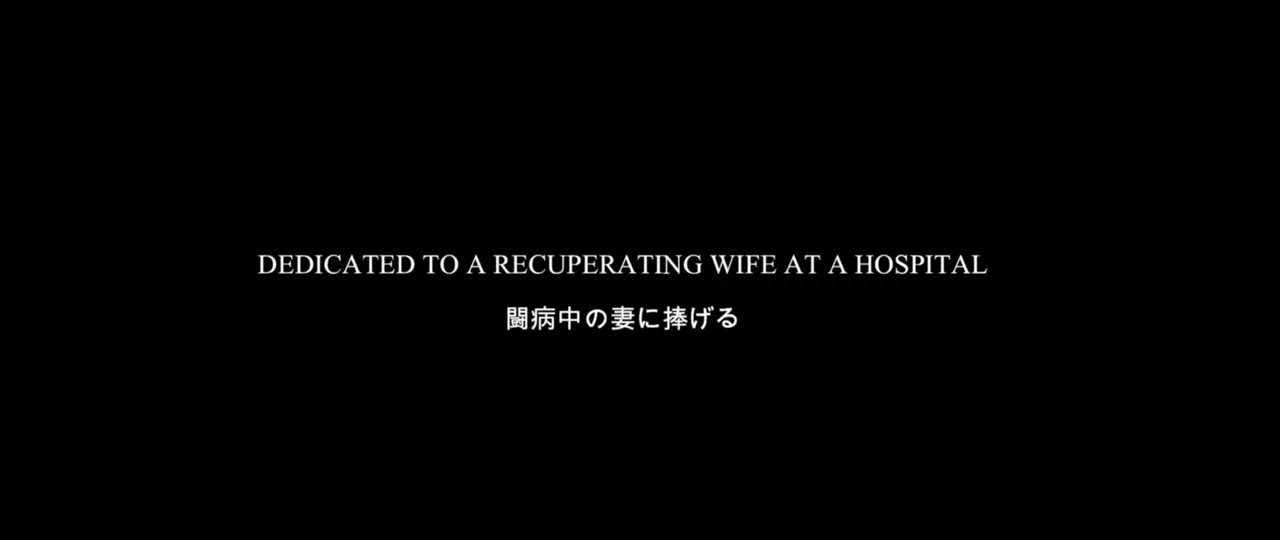 DEDICATED TO A RECUPERATING WIFE AT A HOSPITAL
闘病中の妻に捧げる